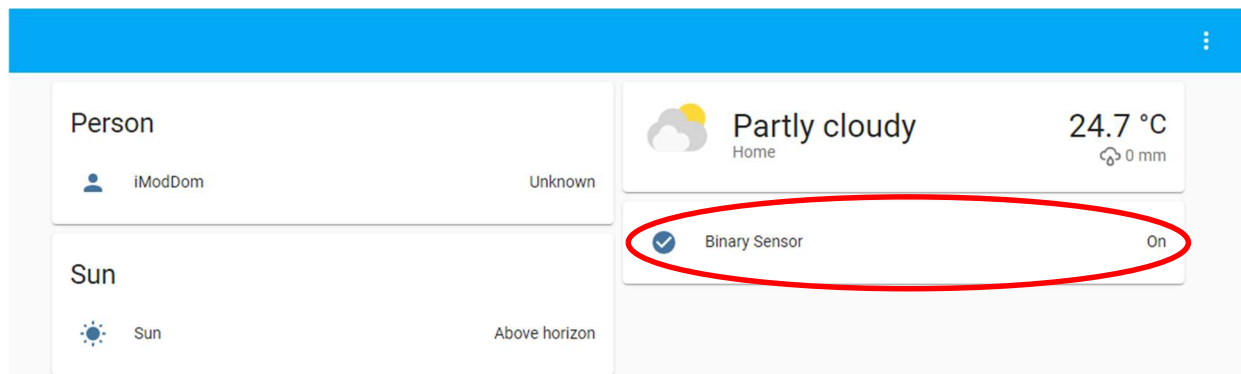 Person
iModDom Unknown
Sun
Sun Above horizon
Partly cloudy 24.7 °C
Home 0 mm
Binary Sensor On